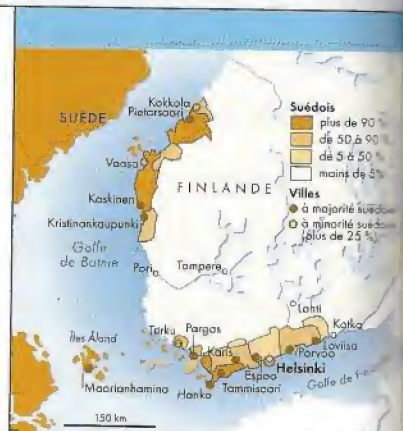 Kokkola
Pietarsaari
SUÈDE
Vaasa
Kaskinen
FINLANDE
Kristinankaupunki
Golfe
de Botnie
Pori
Tampere
Lahti
Îles Åland
Turku
Pargas
Karis
Kotka
Loviisa
Porvoo
Helsinki
Espoo
Maarianhamina
Hanko
Tammisaari
Golfe de
150 km
Suédois
plus de 90
de 50 à 90
de 5 à 50
moins de 5%
Villes
à majorité
à minorité
(plus de 25 %)